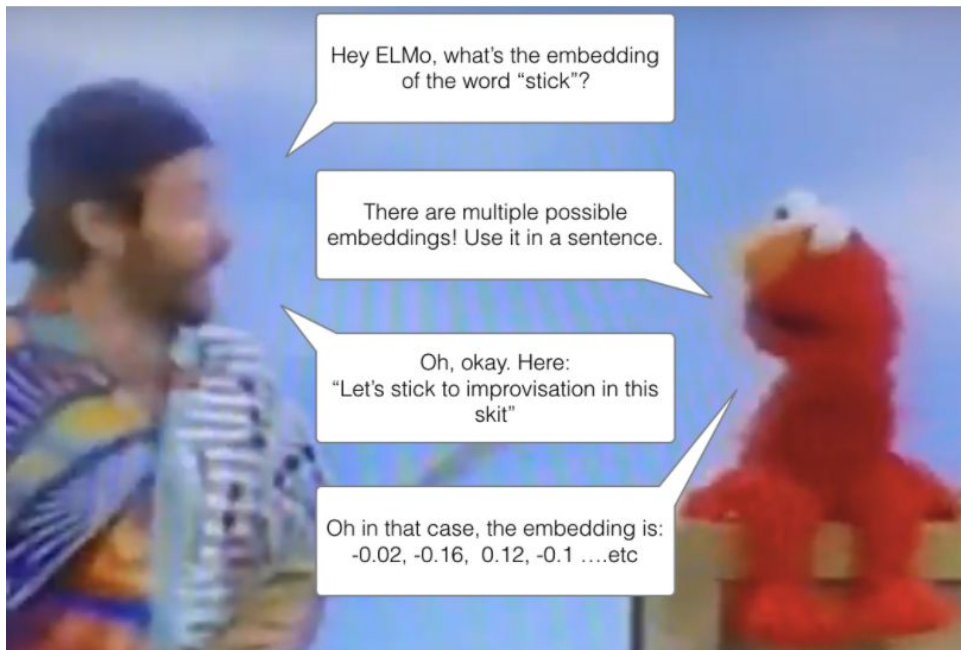 Hey ELMo, what's the embedding
of the word “stick”?
There are multiple possible
embeddings! Use it in a sentence.
Oh, okay. Here:
“Let's stick to improvisation in this
skit”
Oh in that case, the embedding is:
-0.02, -0.16,  0.12, -0.1 ....etc